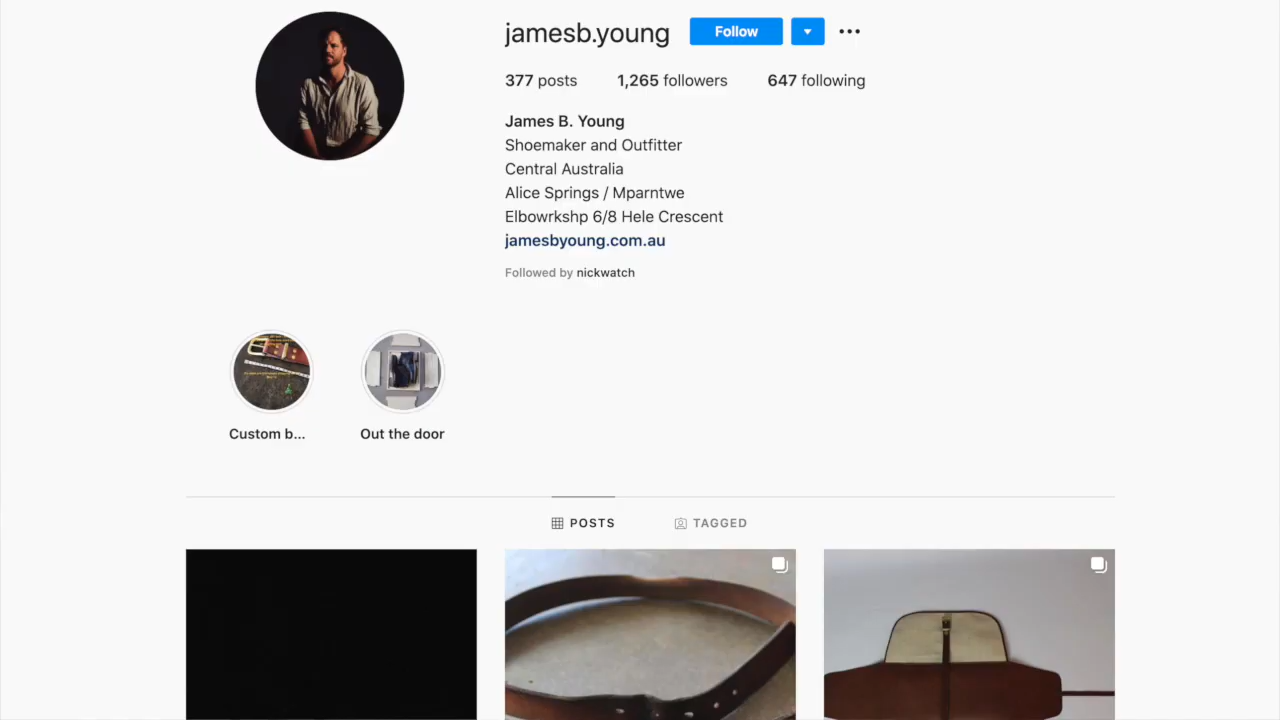 jamesb.young Follow
377 posts 1,265 followers 647 following
James B. Young
Shoemaker and Outfitter
Central Australia
Alice Springs / Mparntwe
Elbowrkshp 6/8 Hele Crescent
jamesbyoung.com.au
Followed by nickwatch
Custom b... Out the door
POSTS TAGGED